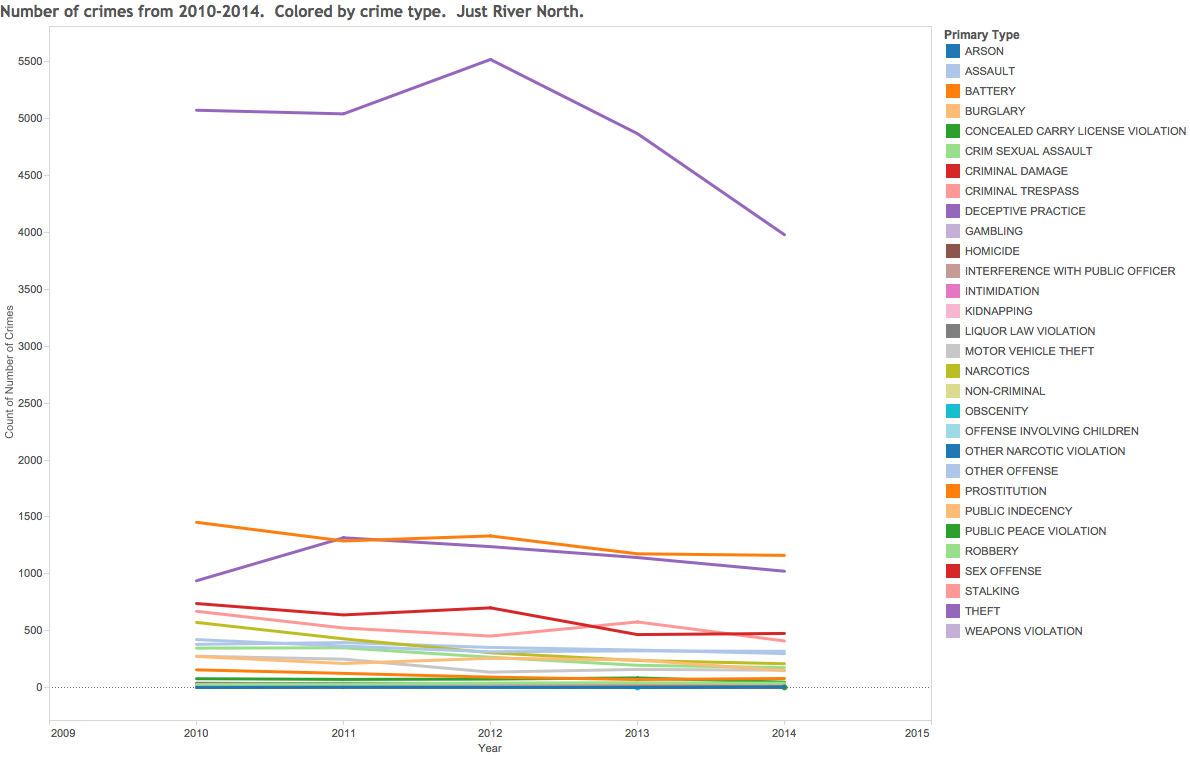 Number of crimes from 2010-2014.  Colored by crime type.  Just River North.
5500
5000
4500
4000
3500
3000
2500
2000
1500
1000
500
0
Count of Number of Crimes
2009
2010
2011
2012
2013
2014
2015
Year
Primary Type
ARSON
ASSAULT
BATTERY
BURGLARY
CONCEALED CARRY LICENSE VIOLATION
CRIM SEXUAL ASSAULT
CRIMINAL DAMAGE
CRIMINAL TRESPASS
DECEPTIVE PRACTICE
GAMBLING
HOMICIDE
INTERFERENCE WITH PUBLIC OFFICER
INTIMIDATION
KIDNAPPING
LIQUOR LAW VIOLATION
MOTOR VEHICLE THEFT
NARCOTICS
NON-CRIMINAL
OBSCENITY
OFFENSE INVOLVING CHILDREN
OTHER NARCOTIC VIOLATION
OTHER OFFENSE
PROSTITUTION
PUBLIC INDECENCY
PUBLIC PEACE VIOLATION
ROBBERY
SEX OFFENSE
STALKING
THEFT
WEAPONS VIOLATION